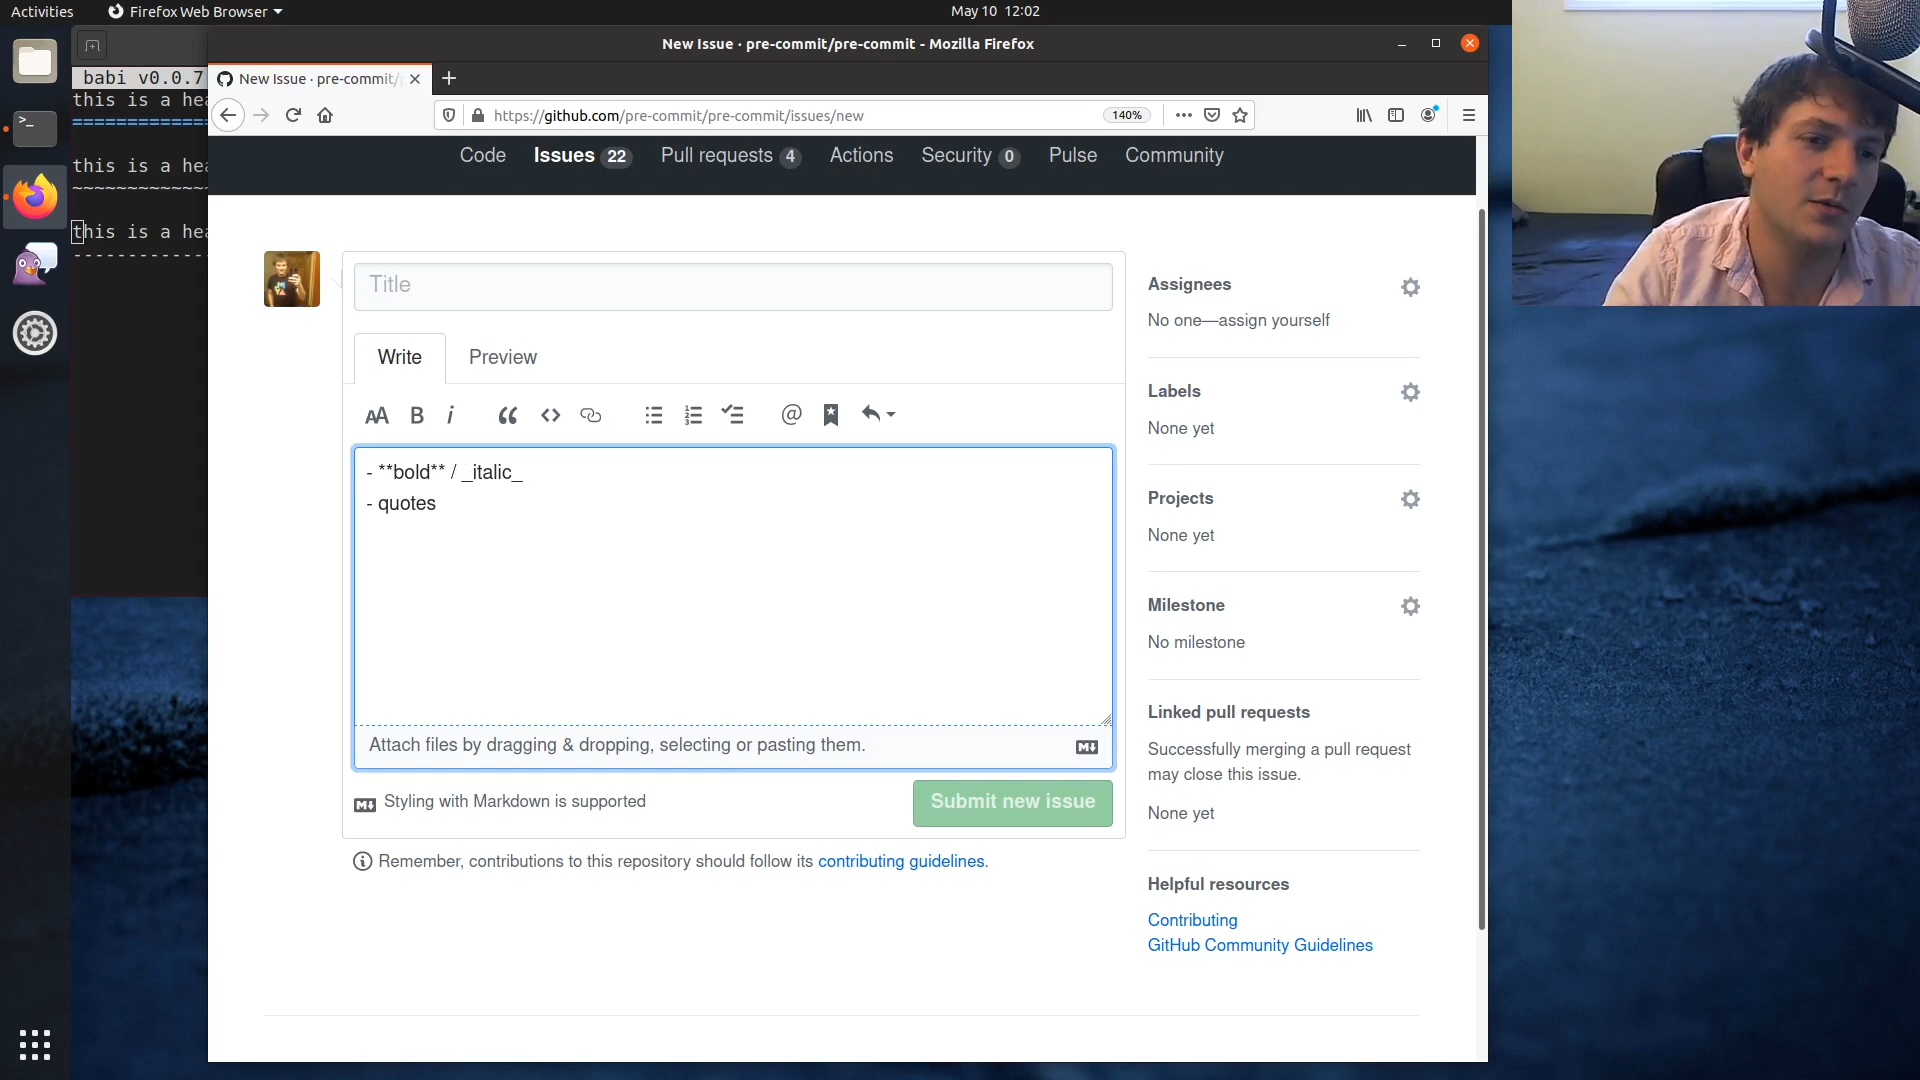 Activities
Firefox Web Browser
May 10 12:02
babi v0.0.7
this is a hea
====================
this is a hea
~~~~~~~~~~~~~
this is a hea
-------------
New Issue · pre-commit/pre-commit - Mozilla Firefox
New Issue · pre-commit/
https://github.com/pre-commit/pre-commit/issues/new
140%
Code Issues 22 Pull requests 4 Actions Security 0 Pulse Community
Title
Write Preview
AA B i
@
- **bold** / _italic_
- quotes
Attach files by dragging & dropping, selecting or pasting them.
Styling with Markdown is supported
Submit new issue
Remember, contributions to this repository should follow its contributing guidelines.
Assignees
No one—assign yourself
Labels
None yet
Projects
None yet
Milestone
No milestone
Linked pull requests
Successfully merging a pull request
may close this issue.
None yet
Helpful resources
Contributing
GitHub Community Guidelines